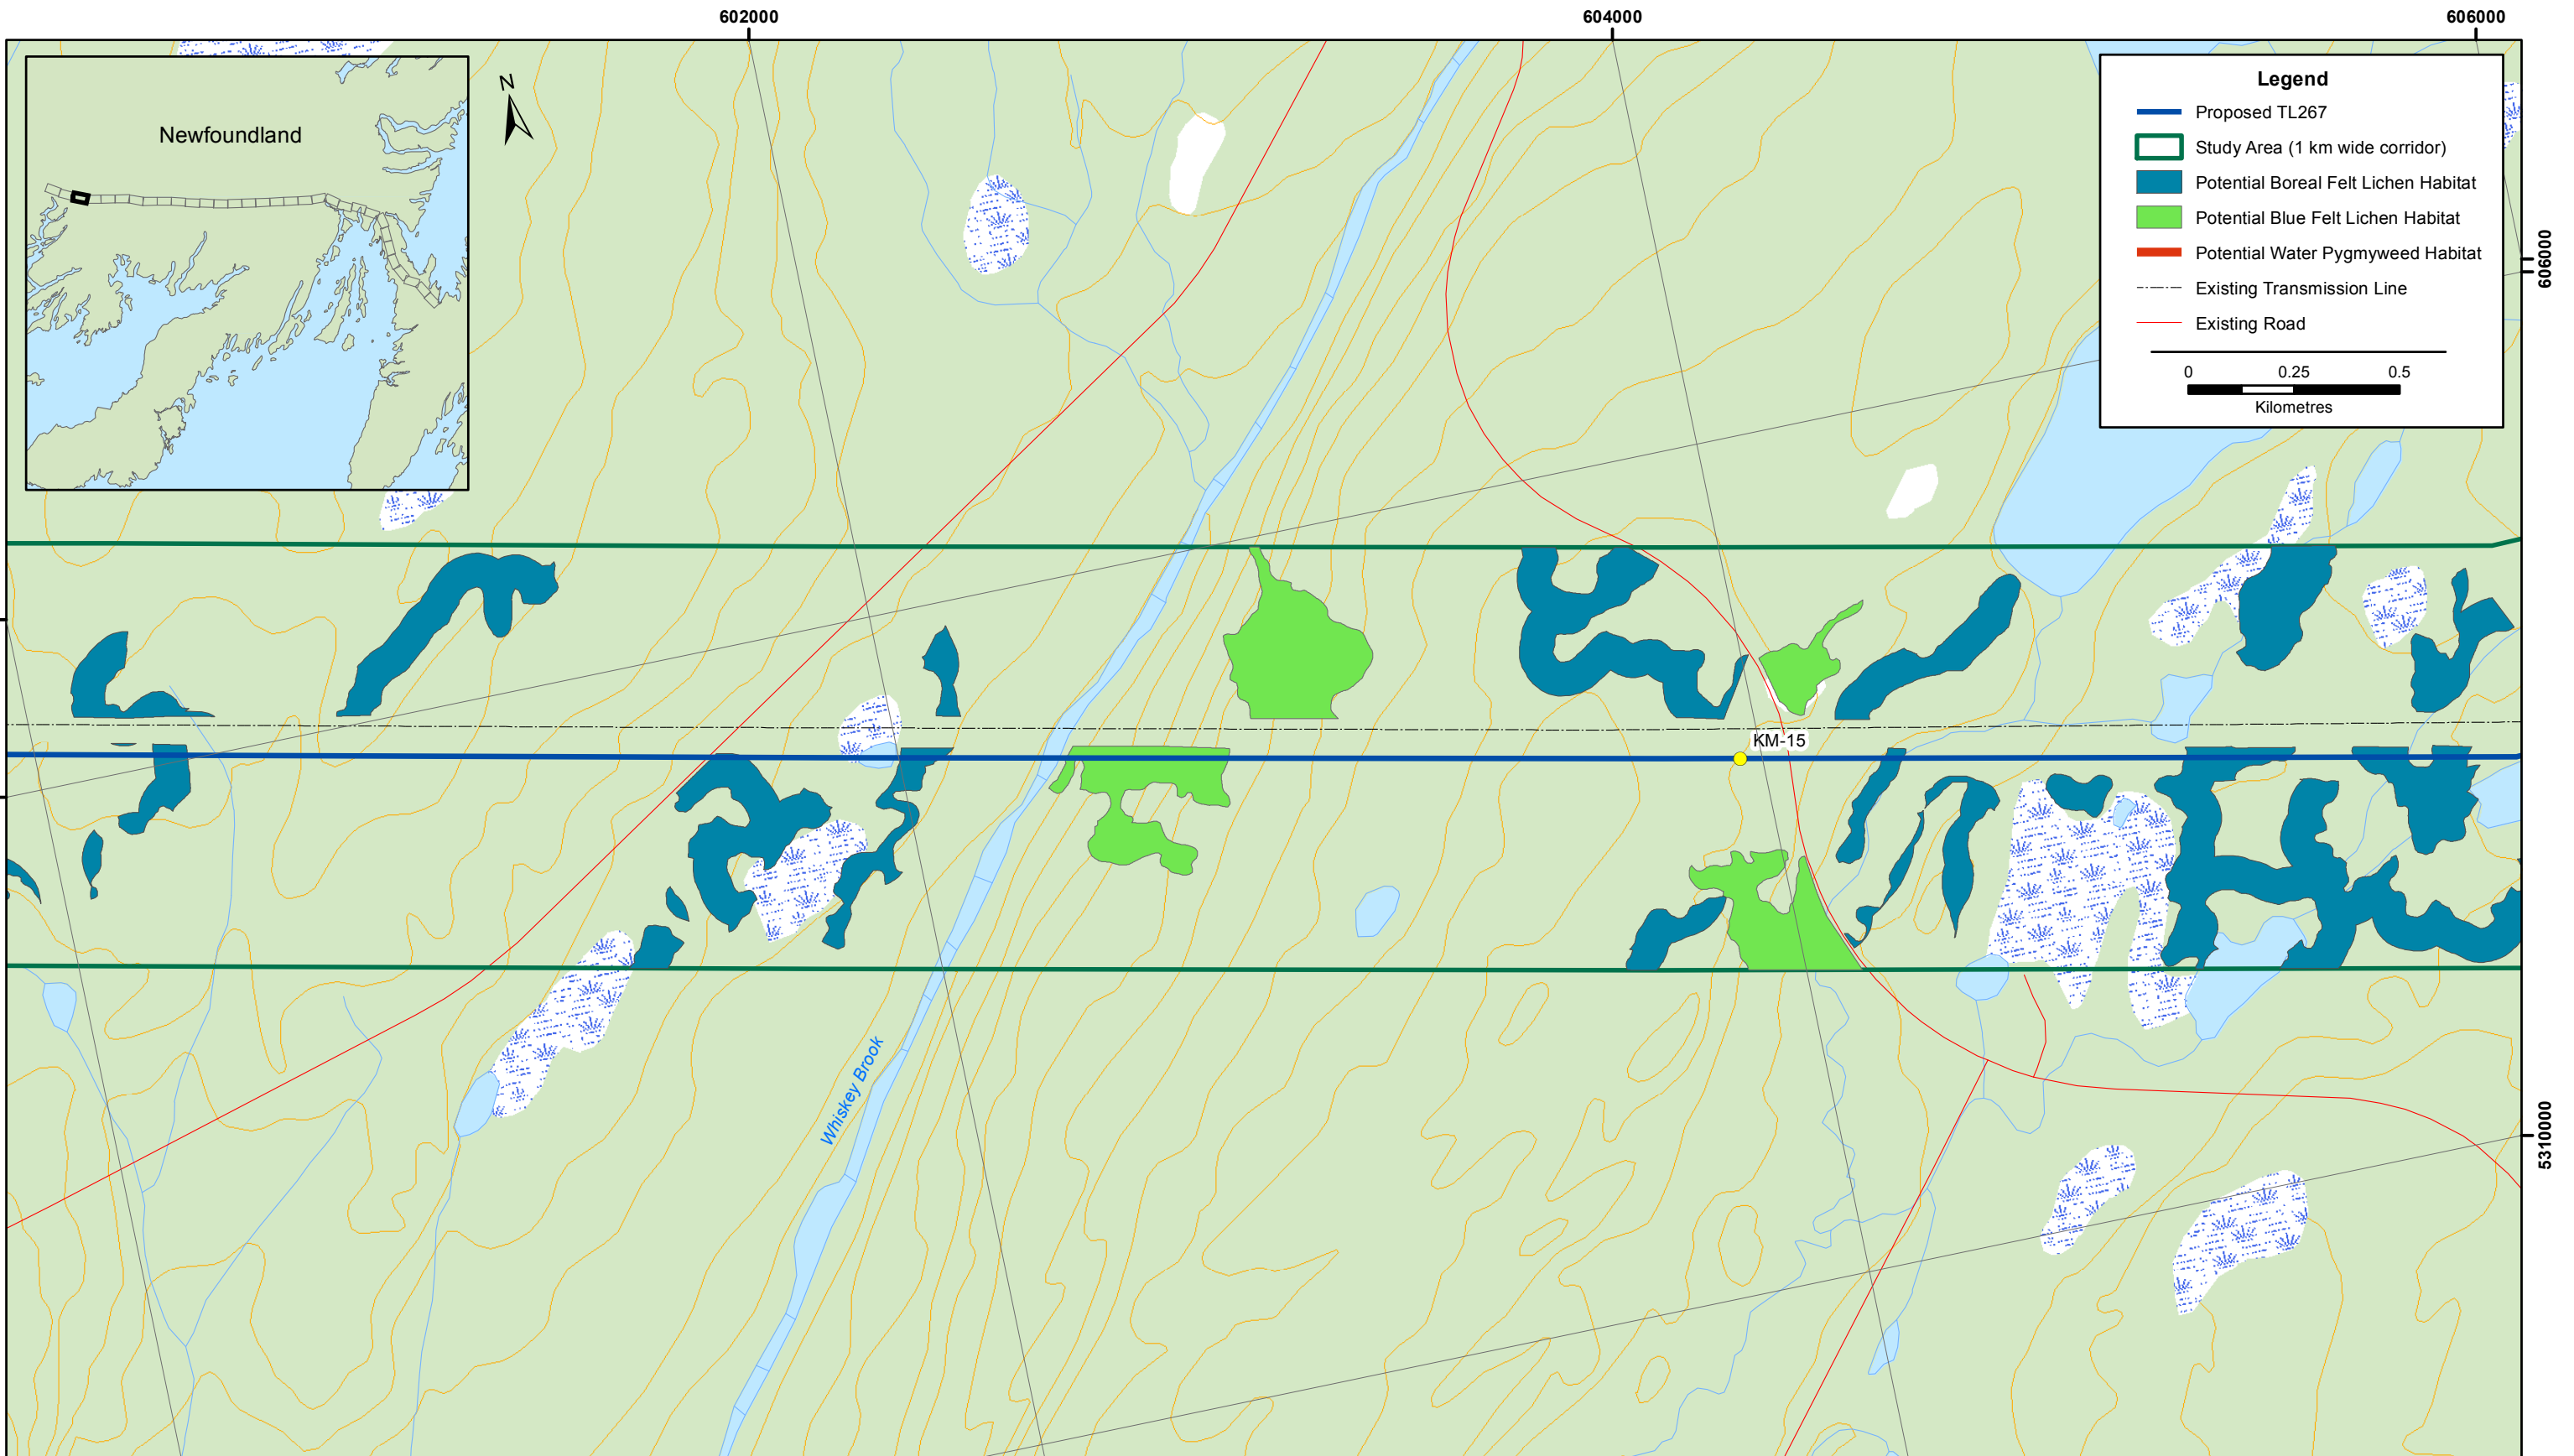 602000
604000
606000
Newfoundland
N
Legend
Proposed TL267
Study Area (1 km wide corridor)
Potential Boreal Felt Lichen Habitat
Potential Blue Felt Lichen Habitat
Potential Water Pygmyweed Habitat
Existing Transmission Line
Existing Road
0 0.25 0.5
Kilometres
606000
KM-15
Whiskey Brook
5310000